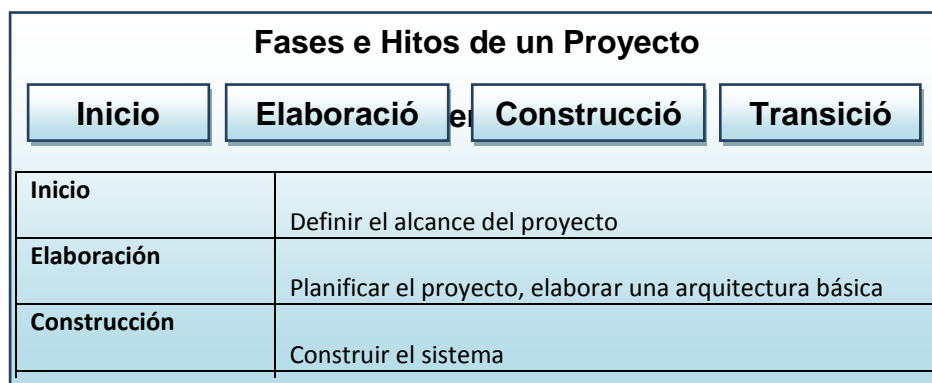 Fases e Hitos de un Proyecto
Inicio Elaboració Construcció Transició
Inicio
Definir el alcance del proyecto
Elaboración
Planificar el proyecto, elaborar una arquitectura básica
Construcción
Construir el sistema